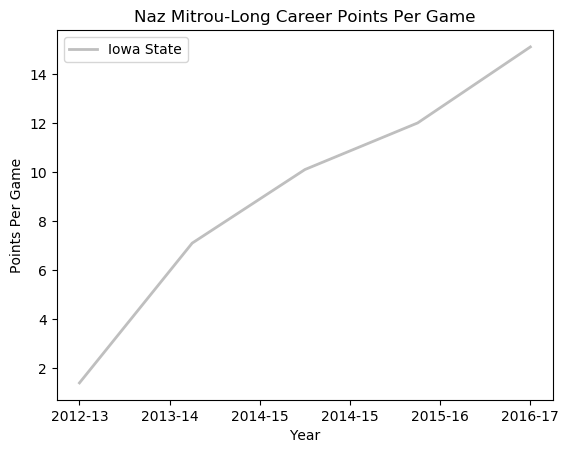 Naz Mitrou-Long Career Points Per Game
Iowa State
Points Per Game
14
12
10
8
6
4
2
2012-13 2013-14 2014-15 2014-15 2015-16 2016-17
Year